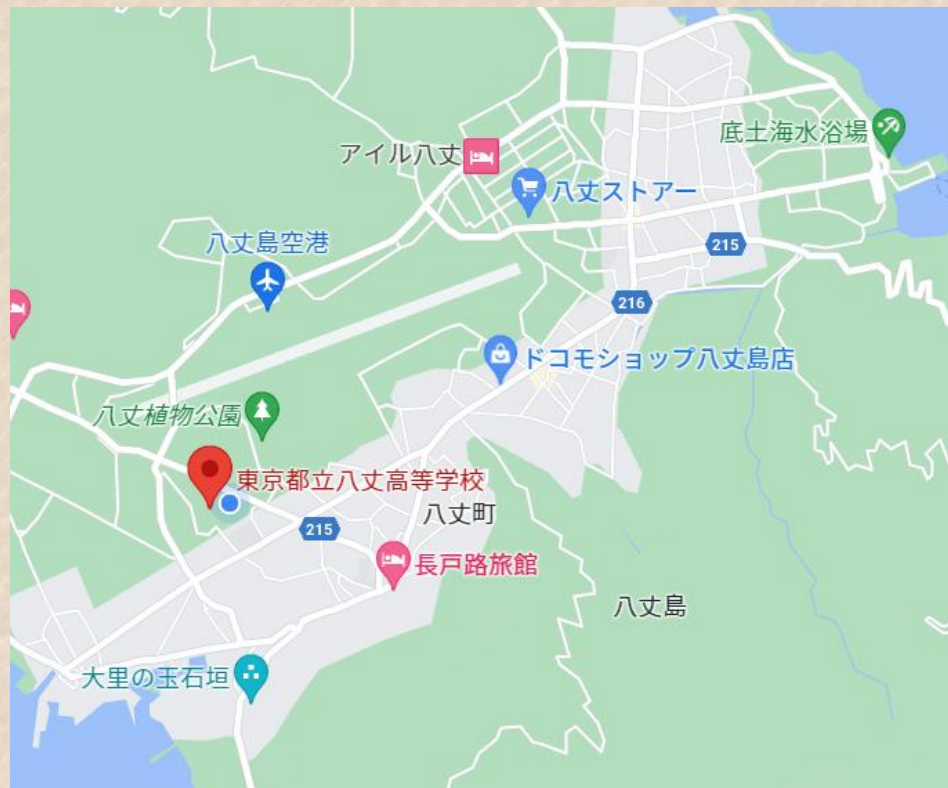 底土海水浴場
アイル八丈
八丈ストアー
八丈島空港
215
216
ドコモショップ八丈島店
八丈植物公園
東京都立八丈高等学校
八丈町
215
長戸路旅館
八丈島
大里の玉石垣